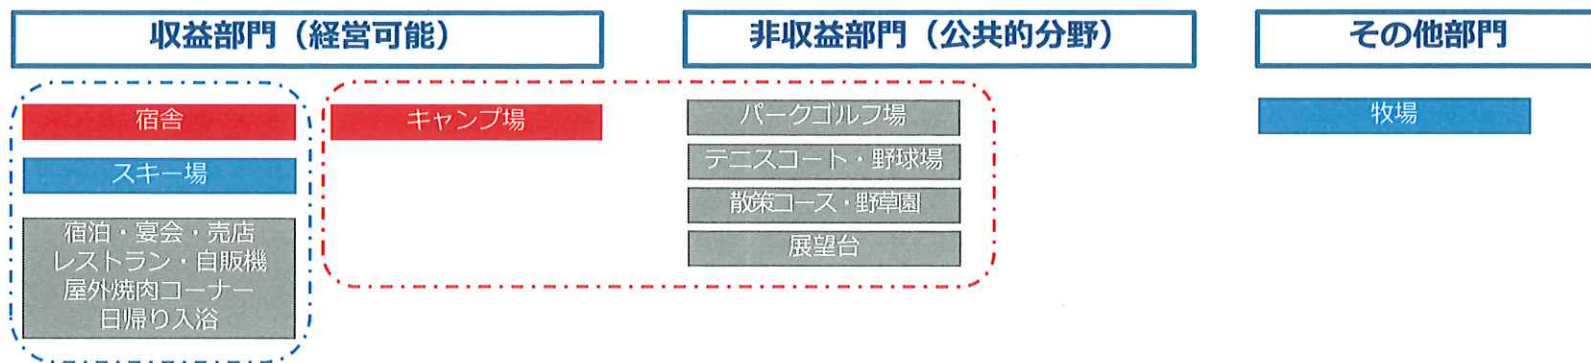 収益部門（経営可能）
非収益部門（公共的分野）
その他部門
宿舎
キャンプ場
パークゴルフ場
牧場
スキー場
テニスコート・野球場
散策コース・野草園
展望台
宿泊・宴会・売店
レストラン・自販機
屋外焼肉コーナー
日帰り入浴